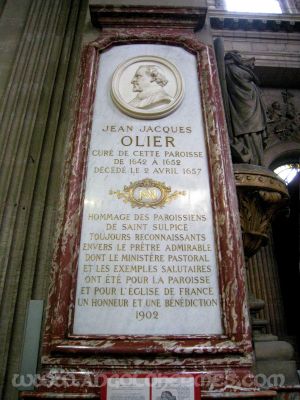 JEAN JACQUES
OLIER
CURÉ DE CETTE PAROISSE
DE 1642 À 1652
DÉCÉDÉ LE 2 AVRIL 1657
HOMMAGE DES PAROISSIENS
DE SAINT SULPICE
TOUJOURS RECONNAISSANTS
ENVERS LE PRÊTRE ADMIRABLE
DONT LE MINISTÈRE PASTORAL
ET LES EXEMPLES SALUTAIRES
ONT ÉTÉ POUR LA PAROISSE
ET POUR L'ÉGLISE DE FRANCE
UN HONNEUR ET UNE BÉNÉDICTION
1902